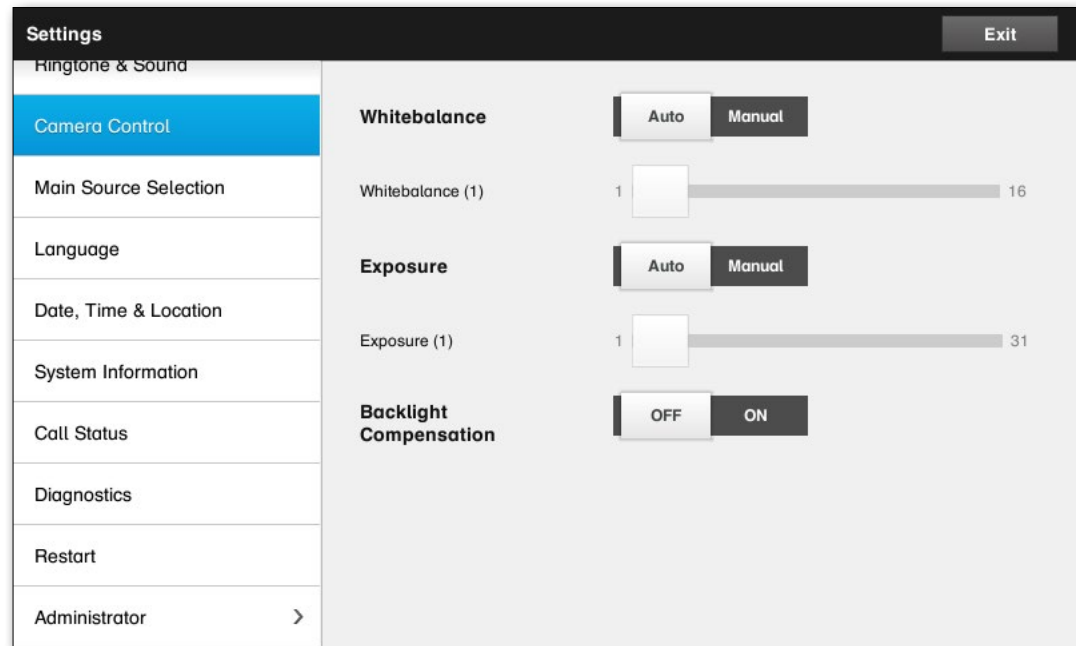 Settings
Exit
Ringtone & Sound
Camera Control
Main Source Selection
Language
Date, Time & Location
System Information
Call Status
Diagnostics
Restart
Administrator
Whitebalance
Auto Manual
Whitebalance (1)
1 16
Exposure
Auto Manual
Exposure (1)
1 31
Backlight
Compensation
OFF ON